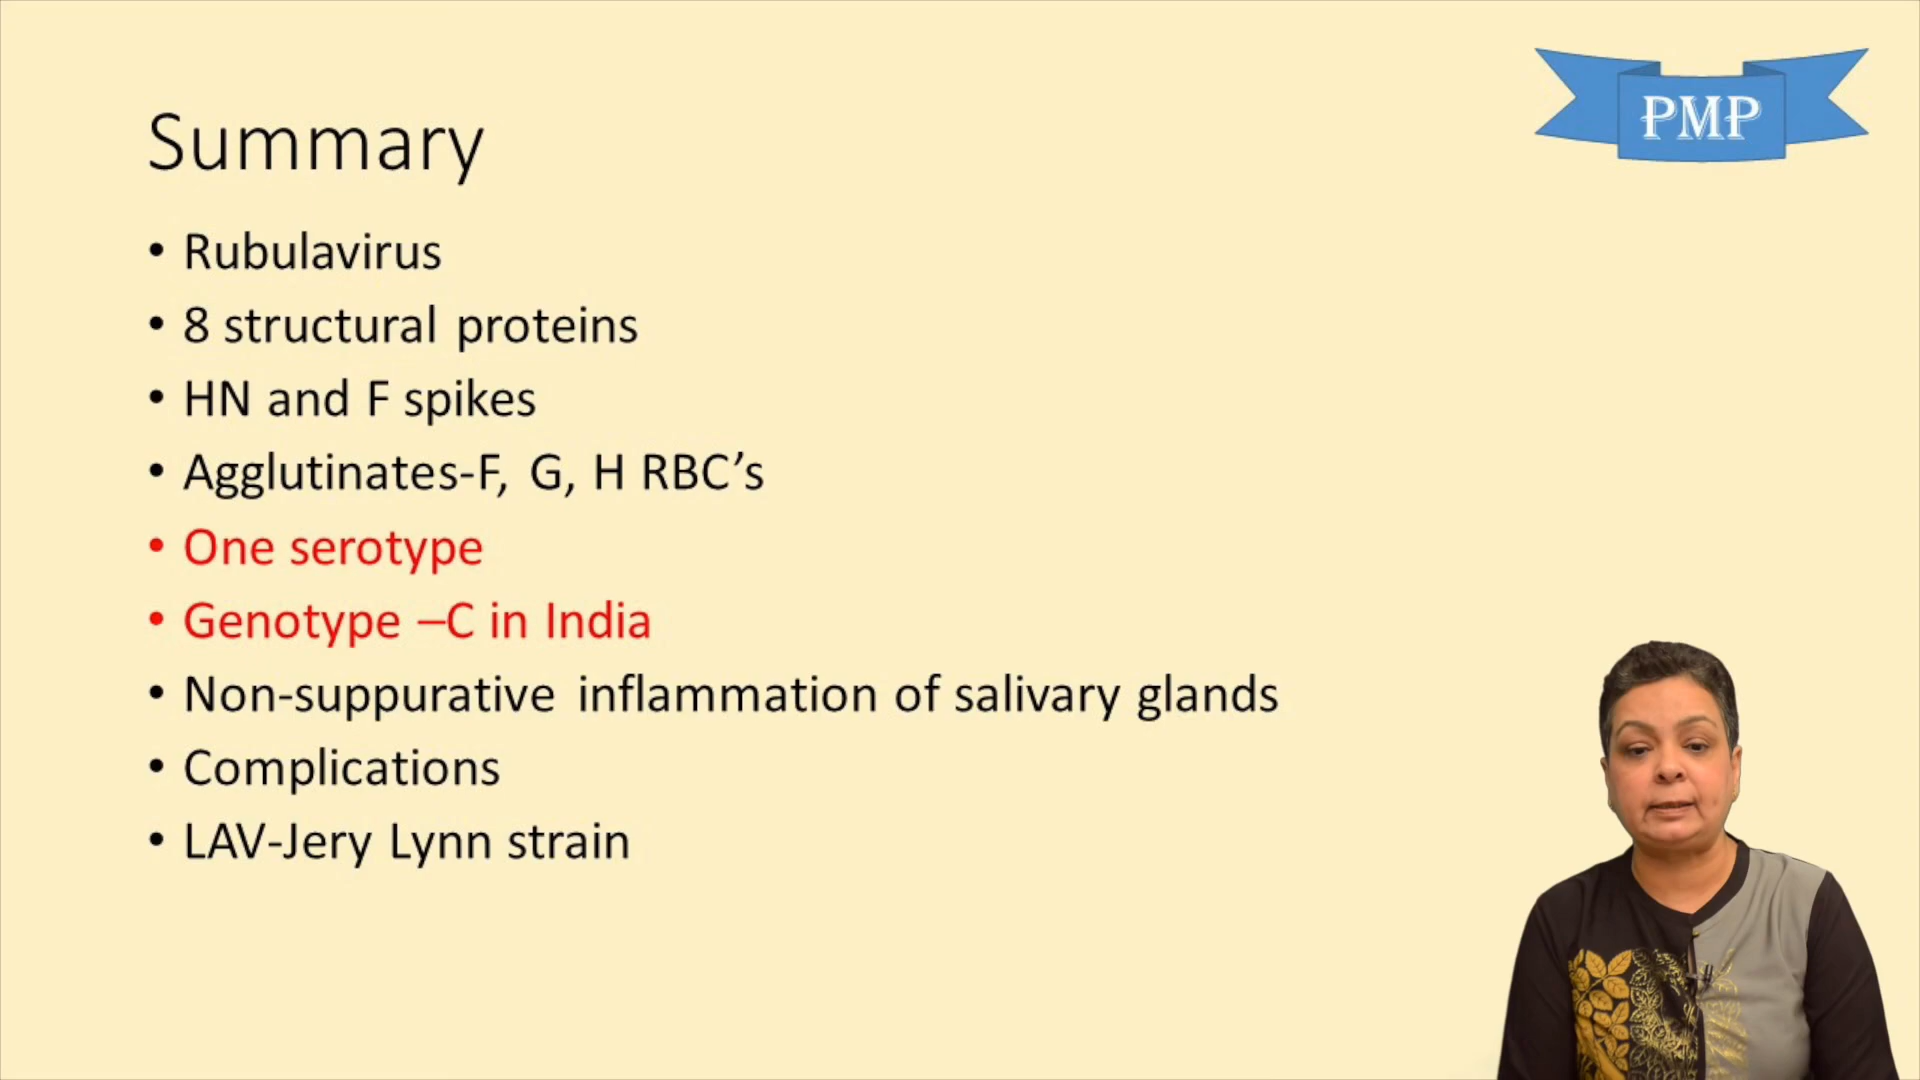 PMP
Summary
• Rubulavirus
• 8 structural proteins
• HN and F spikes
• Agglutinates-F, G, H RBC’s
• One serotype
• Genotype –C in India
• Non-suppurative inflammation of salivary glands
• Complications
• LAV-Jery Lynn strain